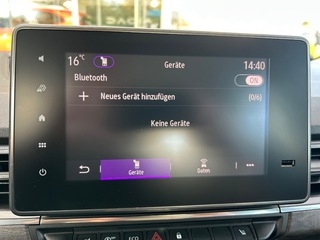 16 °C Geräte 14:40
Bluetooth ON
+ Neues Gerät hinzufügen (0/6)
Keine Geräte
Geräte Daten